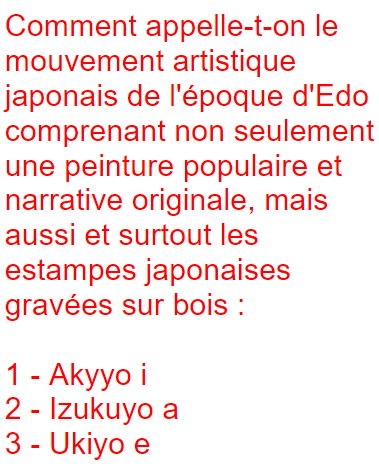 Comment appelle-t-on le
mouvement artistique
japonais de l'époque d'Edo
comprenant non seulement
une peinture populaire et
narrative originale, mais
aussi et surtout les
estampes japonaises
gravées sur bois :
1 - Akyyo i
2 - Izukuyo a
3 - Ukiyo e